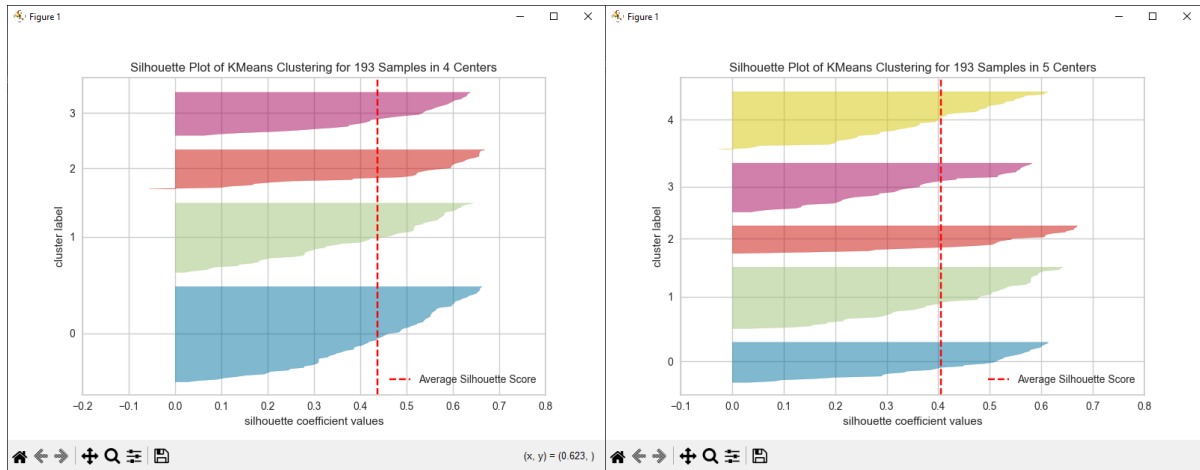 Figure 1
Silhouette Plot of KMeans Clustering for 193 Samples in 4 Centers
cluster label
3
2
1
0
Average Silhouette Score
−0.2 −0.1 0.0 0.1 0.2 0.3 0.4 0.5 0.6 0.7 0.8
silhouette coefficient values
(x, y) = (0.623, )
Figure 1
Silhouette Plot of KMeans Clustering for 193 Samples in 5 Centers
cluster label
4
3
2
1
0
Average Silhouette Score
−0.1 0.0 0.1 0.2 0.3 0.4 0.5 0.6 0.7 0.8
silhouette coefficient values